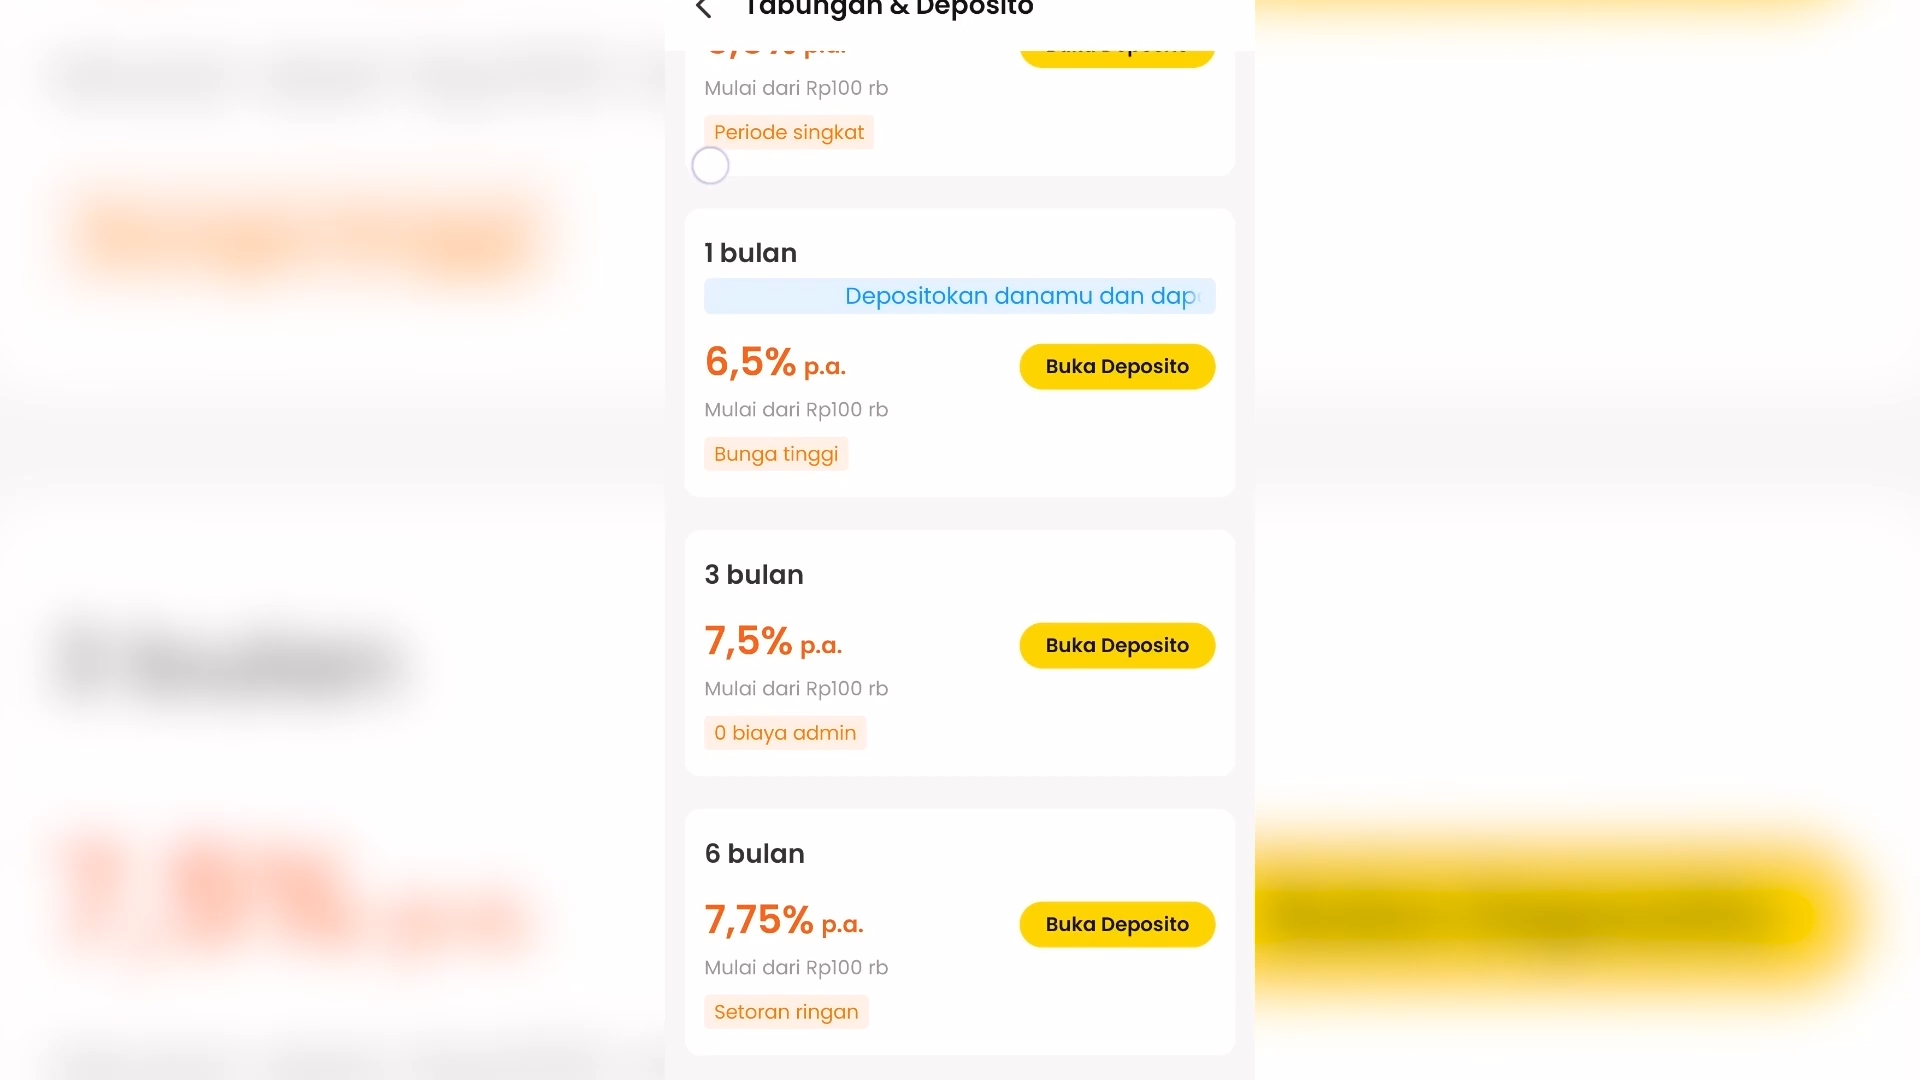 Tabungan & Deposito
p.a.
Buka Deposito
Mulai dari Rp100 rb
Periode singkat
1 bulan
Depositokan danamu dan dap
6,5% p.a.
Buka Deposito
Mulai dari Rp100 rb
Bunga tinggi
3 bulan
7,5% p.a.
Buka Deposito
Mulai dari Rp100 rb
0 biaya admin
6 bulan
7,75% p.a.
Buka Deposito
Mulai dari Rp100 rb
Setoran ringan